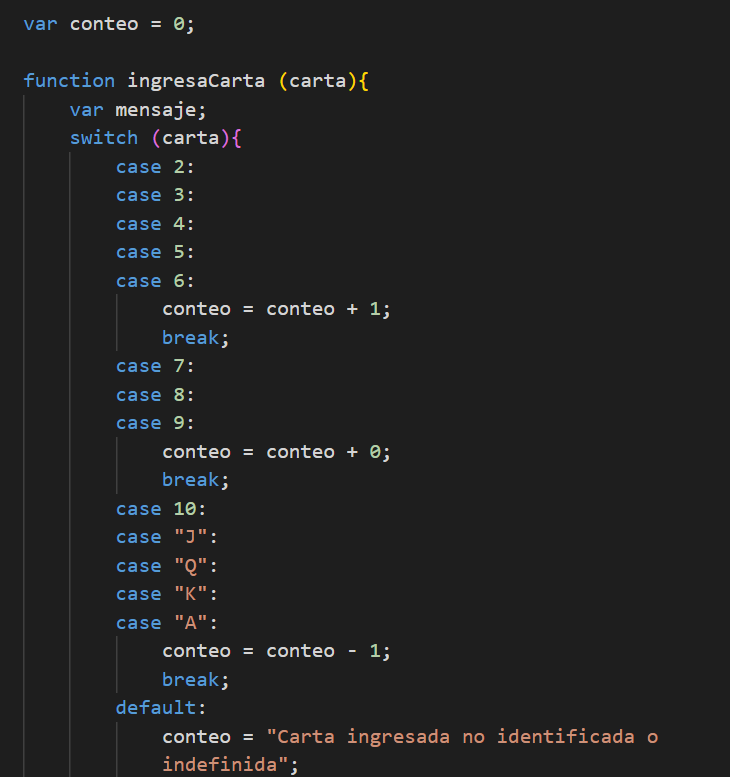 var conteo = 0;
function ingresaCarta (carta){
var mensaje;
switch (carta){
case 2:
case 3:
case 4:
case 5:
case 6:
conteo = conteo + 1;
break;
case 7:
case 8:
case 9:
conteo = conteo + 0;
break;
case 10:
case "J":
case "Q":
case "K":
case "A":
conteo = conteo - 1;
break;
default:
conteo = "Carta ingresada no identificada o
indefinida";